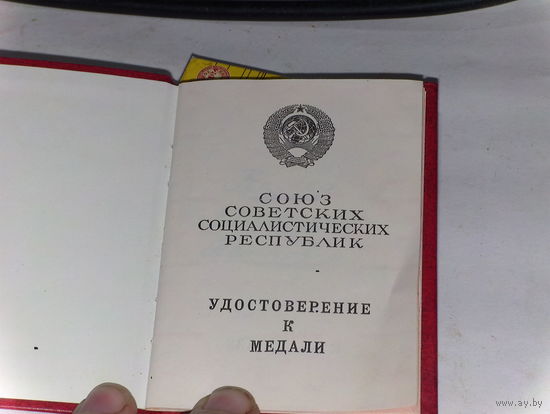 СОЮЗ
СОВЕТСКИХ
СОЦИАЛИСТИЧЕСКИХ
РЕСПУБЛИК
УДОСТОВЕРЕНИЕ
К
МЕДАЛИ
www.ay.by